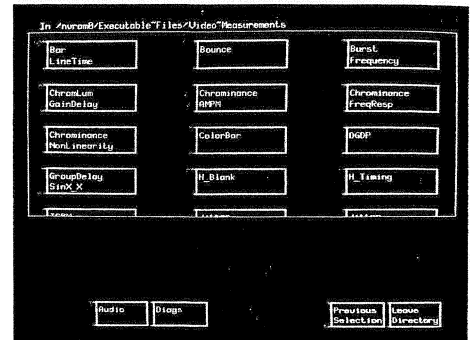 In /nvram0/Executable~Files/Video~Measurements
Bar
LineTime
Bounce
Burst
Frequency
ChromLum
GainDelay
Chrominance
AMPM
Chrominance
FreqResp
Chrominance
NonLinearity
ColorBar
DGDP
GroupDelay
SinX_X
H_Blank
H_Timing
Audio
Diags
Previous
Selection
Leave
Directory